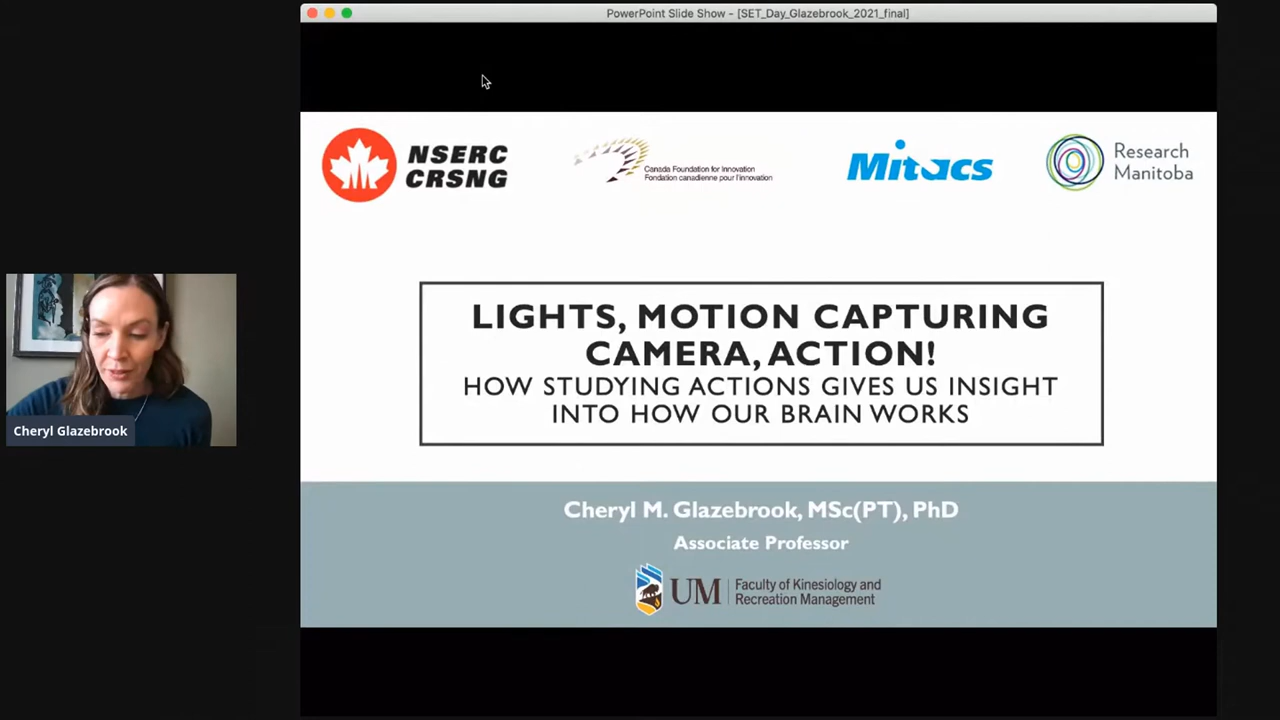 PowerPoint Slide Show - [SET_Day_Glazebrook_2021_final]
NSERC
CRSNG
Canada Foundation for Innovation
Fondation canadienne pour l'innovation
Mitacs
Research
Manitoba
LIGHTS, MOTION CAPTURING
CAMERA, ACTION!
HOW STUDYING ACTIONS GIVES US INSIGHT
INTO HOW OUR BRAIN WORKS
Cheryl Glazebrook
Cheryl M. Glazebrook, MSc(PT), PhD
Associate Professor
UM
Faculty of Kinesiology and
Recreation Management